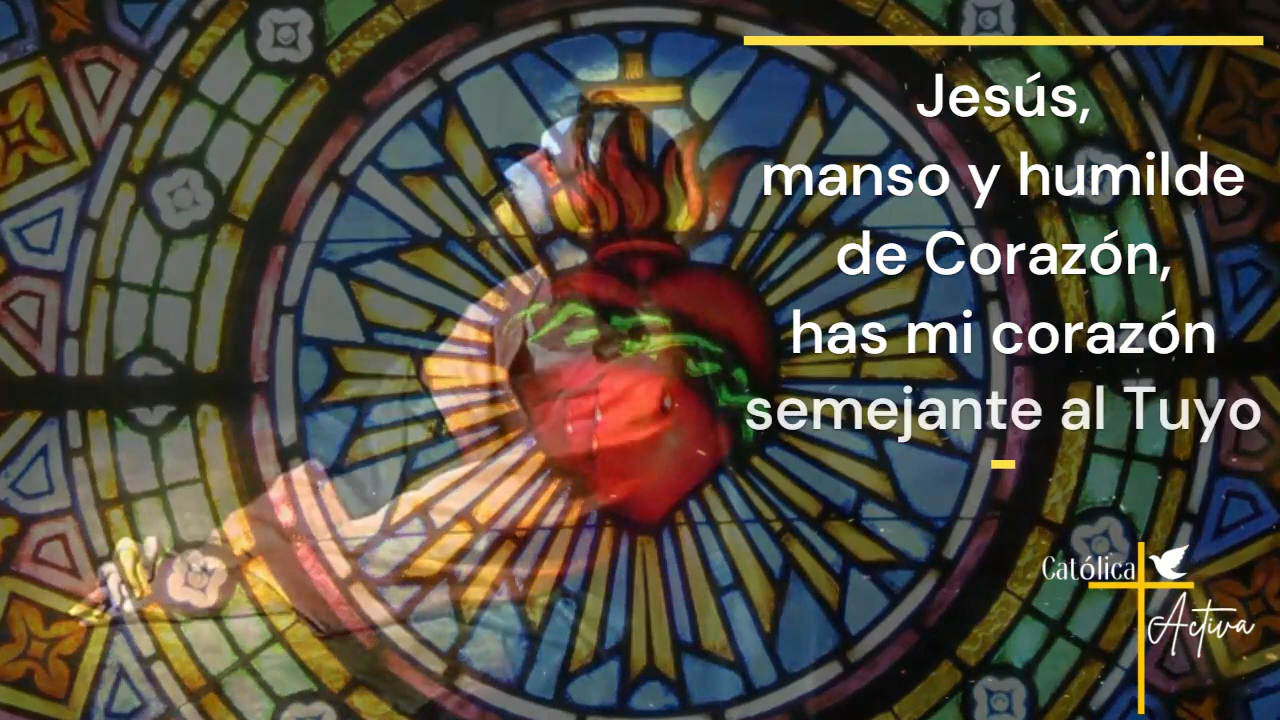 Jesús,
manso y humilde
de Corazón,
has mi corazón
semejante al Tuyo
Católica
Activa